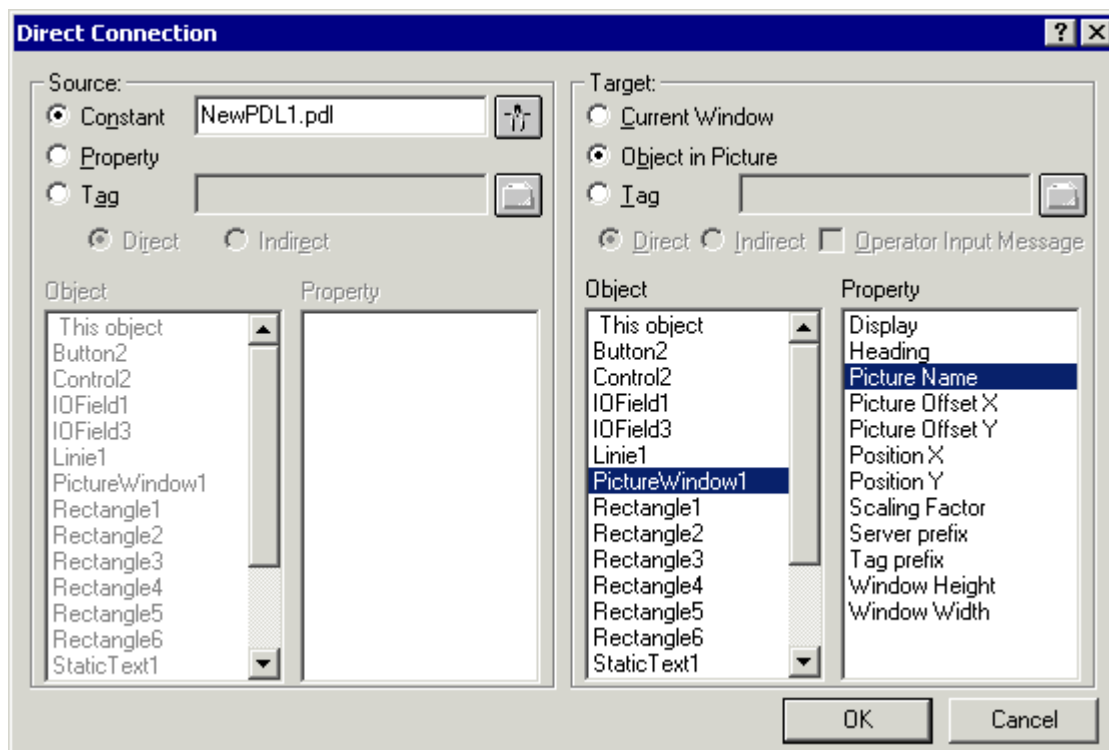 Direct Connection
Source:
Constant NewPDL1.pdl
Property
Tag
Direct Indirect
Object Property
This object
Button2
Control2
IOField1
IOField3
Linie1
PictureWindow1
Rectangle1
Rectangle2
Rectangle3
Rectangle4
Rectangle5
Rectangle6
StaticText1
Target:
Current Window
Object in Picture
Tag
Direct Indirect Operator Input Message
Object Property
This object
Button2
Control2
IOField1
IOField3
Linie1
PictureWindow1
Rectangle1
Rectangle2
Rectangle3
Rectangle4
Rectangle5
Rectangle6
StaticText1
Display
Heading
Picture Name
Picture Offset X
Picture Offset Y
Position X
Position Y
Scaling Factor
Server prefix
Tag prefix
Window Height
Window Width
OK Cancel